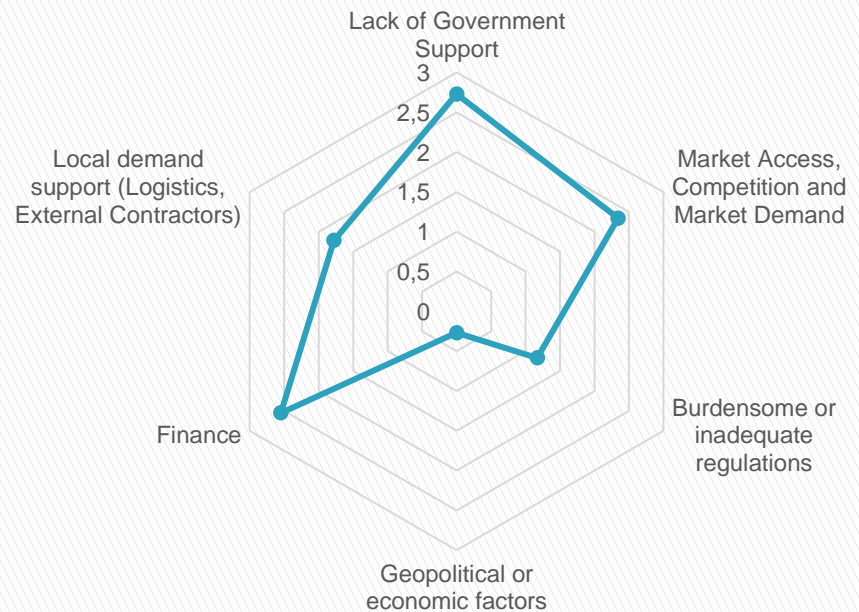 Lack of Government
Support
3
2,5
2
1,5
1
0,5
0
Market Access,
Competition and
Market Demand
Burdensome or
inadequate
regulations
Geopolitical or
economic factors
Finance
Local demand
support (Logistics,
External Contractors)